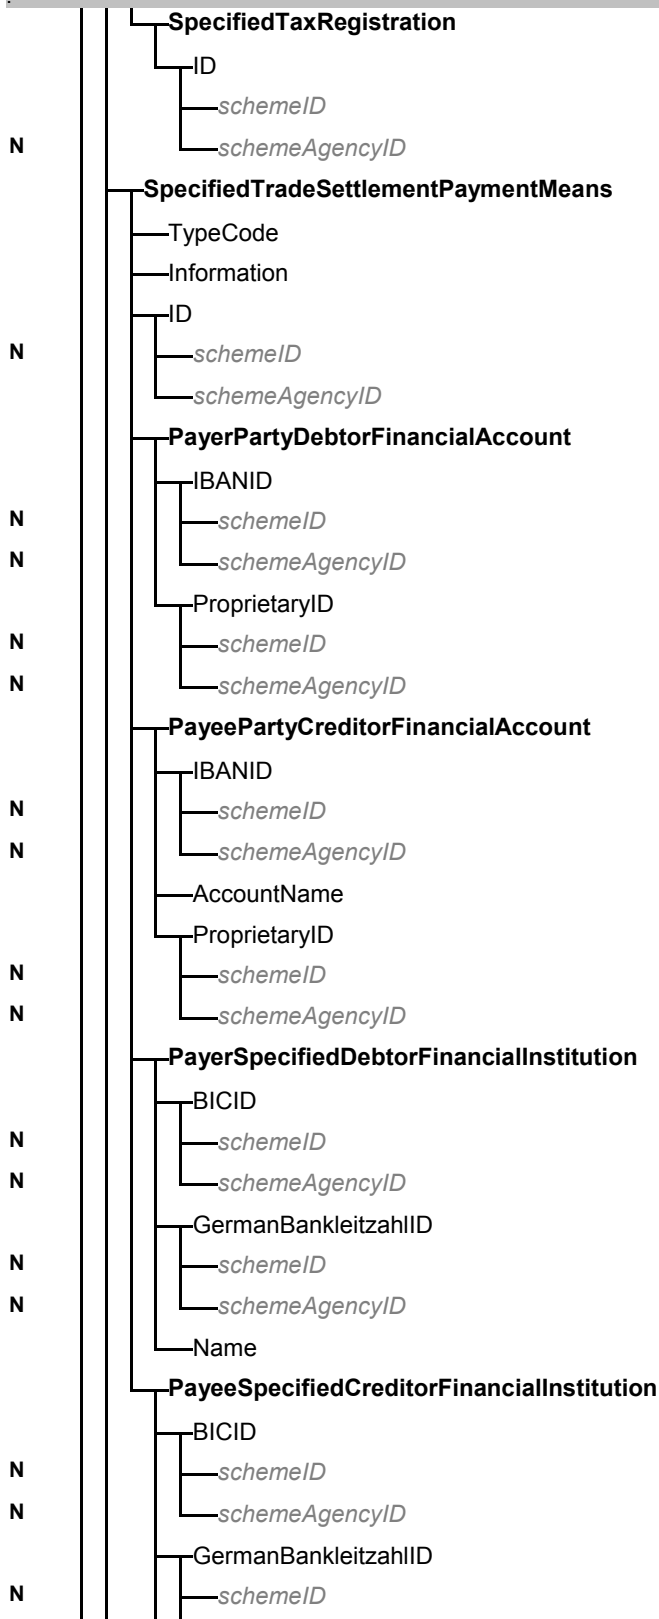 SpecifiedTaxRegistration
ID
schemeID
N schemeAgencyID
SpecifiedTradeSettlementPaymentMeans
TypeCode
Information
ID
N schemeID
schemeAgencyID
PayerPartyDebtorFinancialAccount
IBANID
N schemeID
N schemeAgencyID
ProprietaryID
N schemeID
N schemeAgencyID
PayeePartyCreditorFinancialAccount
IBANID
N schemeID
N schemeAgencyID
AccountName
ProprietaryID
N schemeID
N schemeAgencyID
PayerSpecifiedDebtorFinancialInstitution
BICID
N schemeID
N schemeAgencyID
GermanBankleitzahlID
N schemeID
N schemeAgencyID
Name
PayeeSpecifiedCreditorFinancialInstitution
BICID
N schemeID
N schemeAgencyID
GermanBankleitzahlID
N schemeID